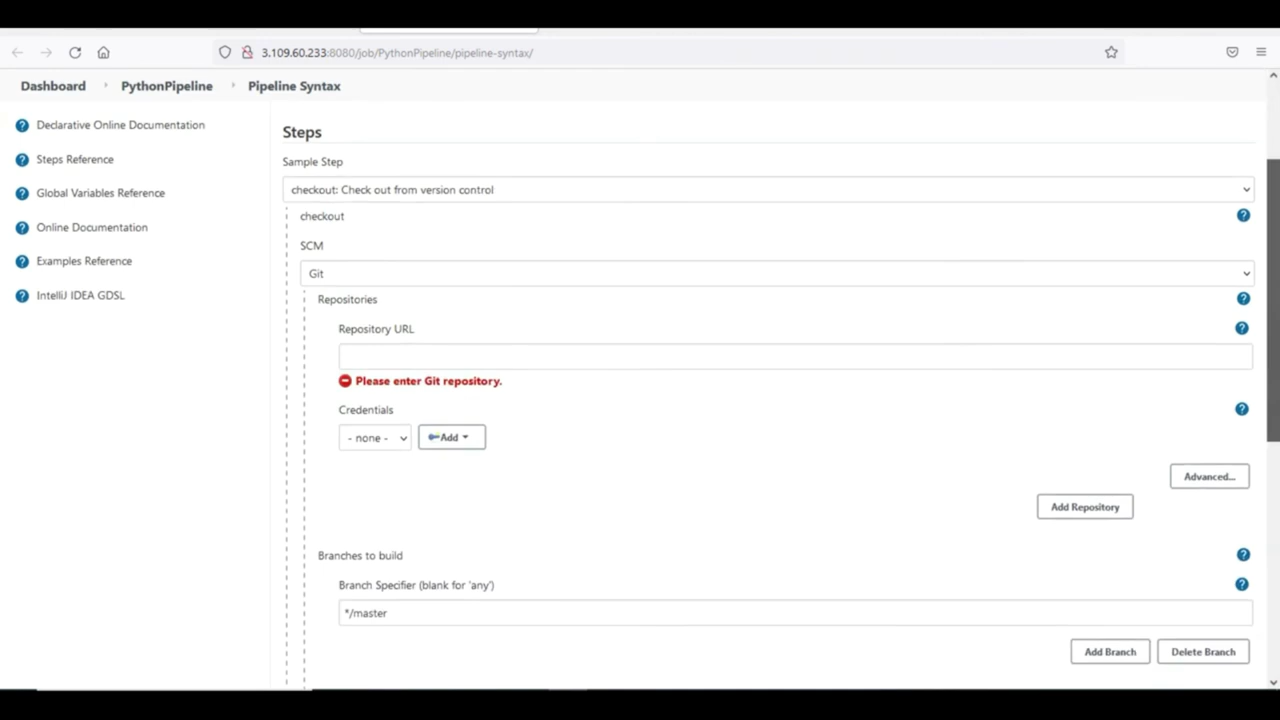 3.109.60.233:8080/job/PythonPipeline/pipeline-syntax/
Dashboard PythonPipeline Pipeline Syntax
Declarative Online Documentation
Steps Reference
Global Variables Reference
Online Documentation
Examples Reference
IntelliJ IDEA GDSL
Steps
Sample Step
checkout: Check out from version control
checkout
SCM
Git
Repositories
Repository URL
Please enter Git repository.
Credentials
- none -
Add
Advanced...
Add Repository
Branches to build
Branch Specifier (blank for 'any')
*/master
Add Branch
Delete Branch